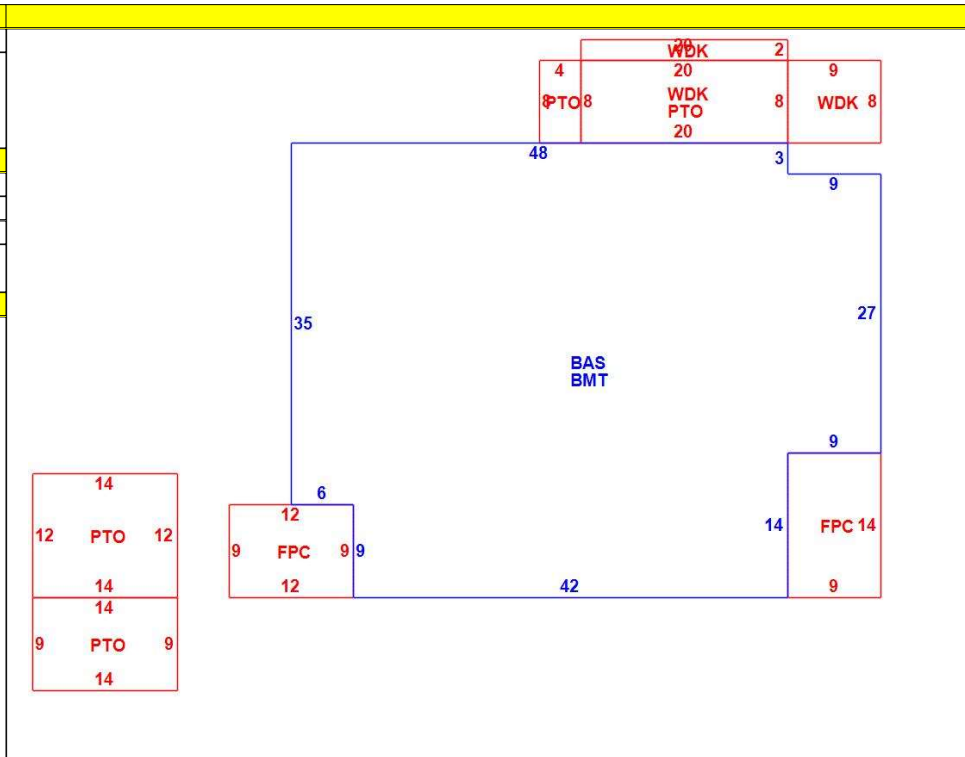 20
WDK 2
4 20 9
8 PTO 8 WDK 8 WDK 8
PTO
20
48 3
9
35 27
BAS
BMT
9
14 6
12 14 FPC 14
12 PTO 12 9 FPC 9 9
14 12 42 9
14
9 PTO 9
14